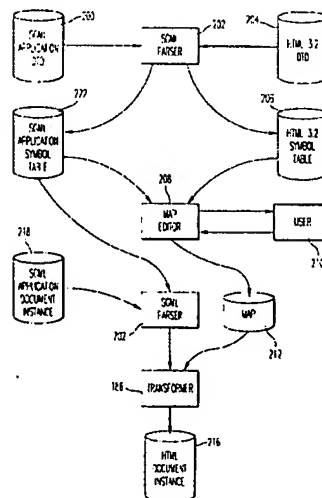 200
202
204
SGML
APPLICATION
DTD
SGML
PARSER
HTML 3.2
DTD
222
206
SGML
APPLICATION
SYMBOL
TABLE
HTML 3.2
SYMBOL
TABLE
208
MAP
EDITOR
USER
210
218
SGML
APPLICATION
DOCUMENT
INSTANCE
SGML
PARSER
202
MAP
212
TRANSFORMER
216
HTML
DOCUMENT
INSTANCE